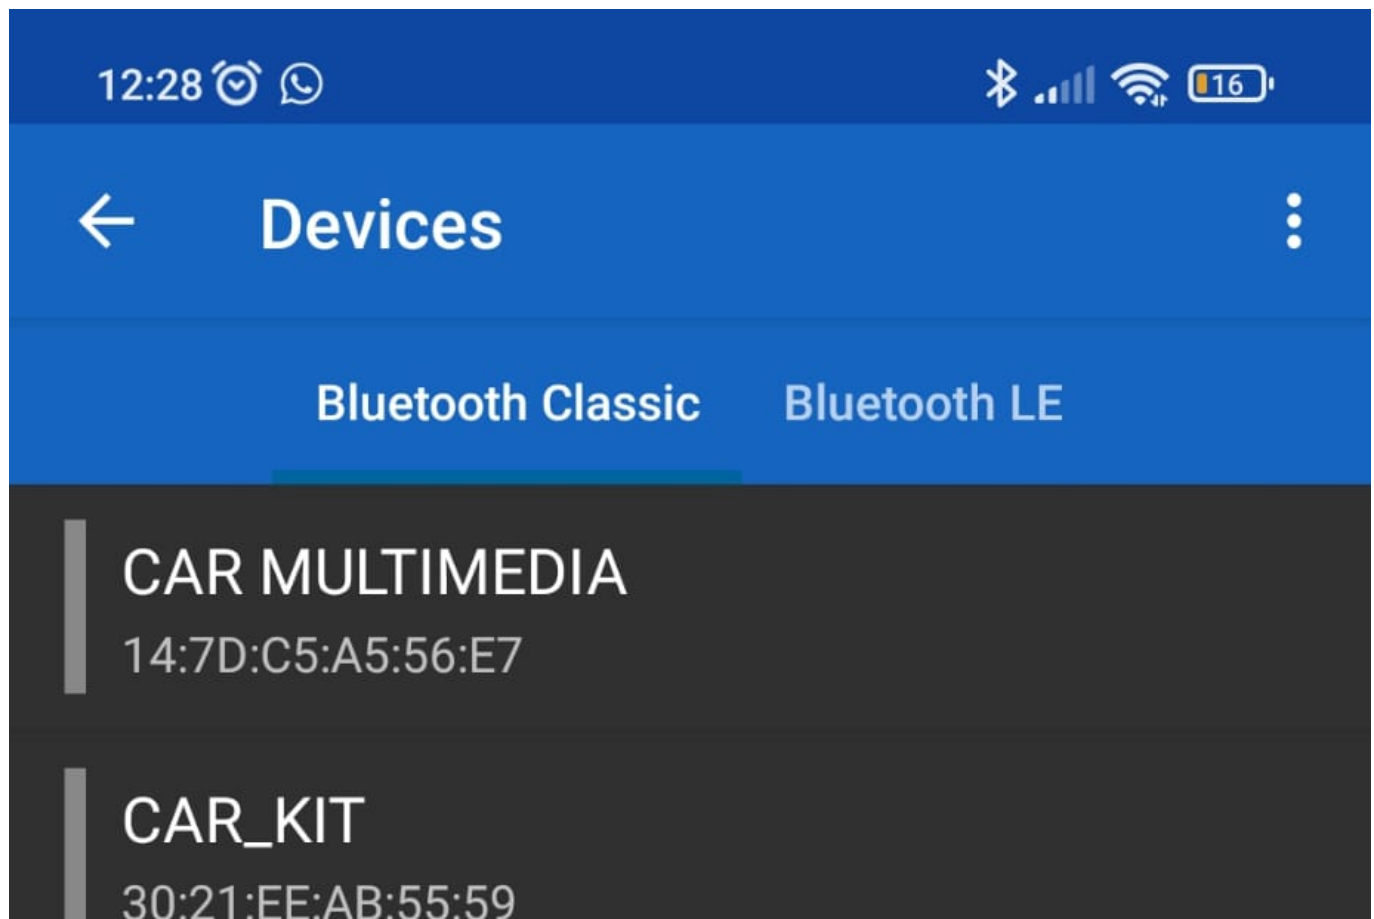 12:28
16
Devices
Bluetooth Classic Bluetooth LE
CAR MULTIMEDIA
14:7D:C5:A5:56:E7
CAR_KIT
30:21:EE:AB:55:59